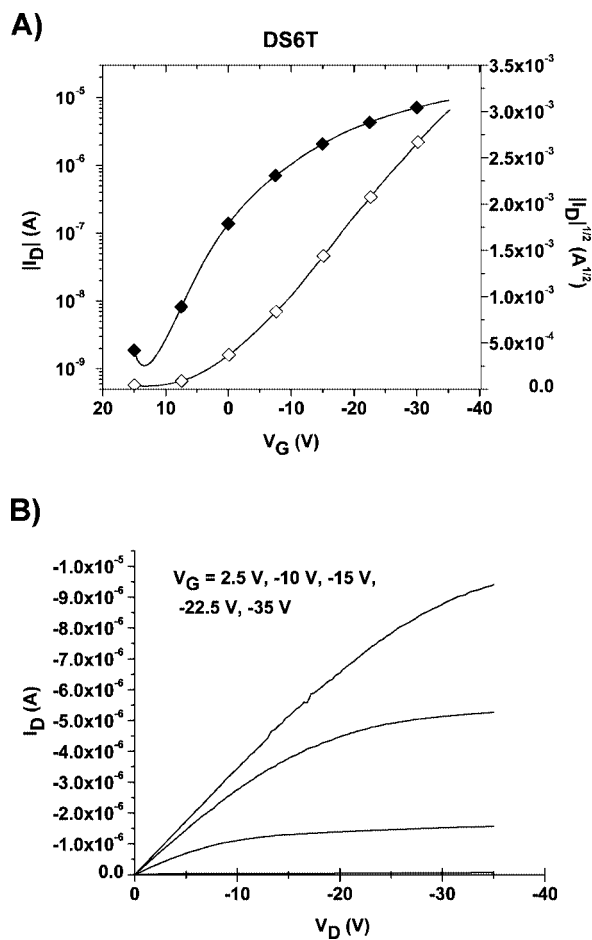 A)
DS6T
10⁻⁵
10⁻⁶
10⁻⁷
10⁻⁸
10⁻⁹
|I_D| (A)
3.5x10⁻³
3.0x10⁻³
2.5x10⁻³
2.0x10⁻³
1.5x10⁻³
1.0x10⁻³
5.0x10⁻⁴
0.0
|I_D|^1/2 (A^1/2)
20 10 0 -10 -20 -30 -40
V_G (V)
B)
V_G = 2.5 V, -10 V, -15 V,
-22.5 V, -35 V
-1.0x10⁻⁵
-9.0x10⁻⁶
-8.0x10⁻⁶
-7.0x10⁻⁶
-6.0x10⁻⁶
-5.0x10⁻⁶
-4.0x10⁻⁶
-3.0x10⁻⁶
-2.0x10⁻⁶
-1.0x10⁻⁶
0.0
I_D (A)
0 -10 -20 -30 -40
V_D (V)